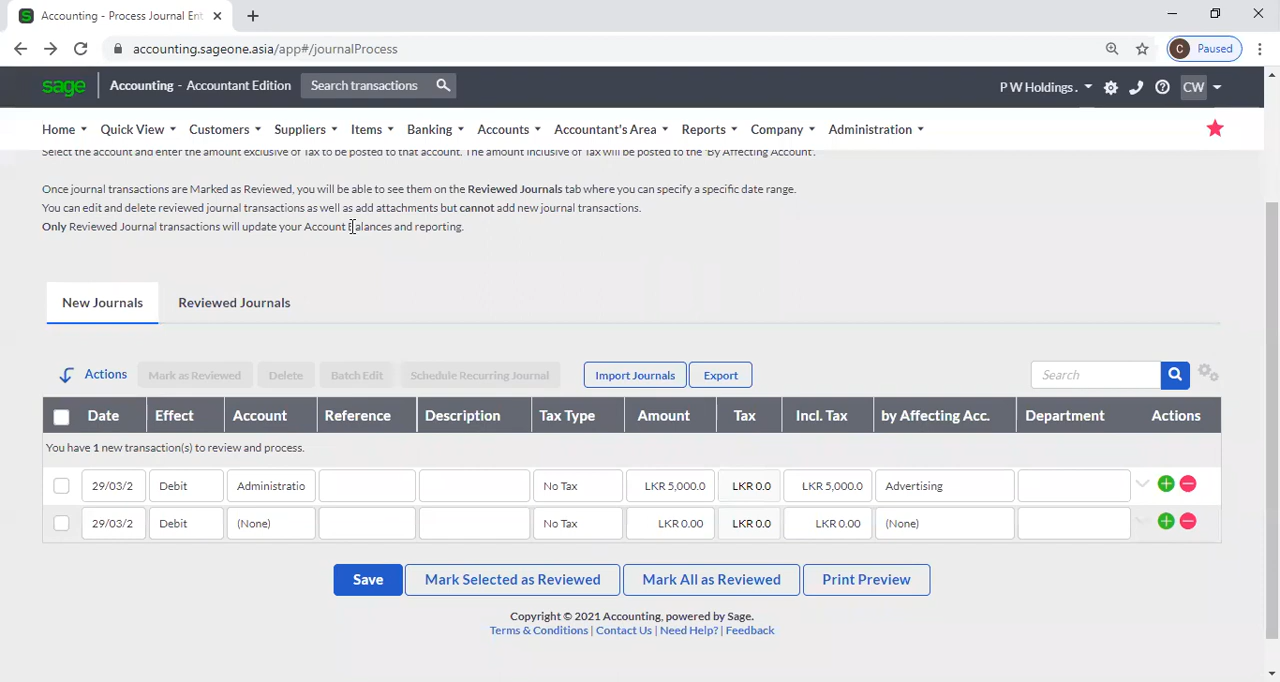 Accounting - Process Journal Ent
accounting.sageone.asia/app#/journalProcess
C Paused
sage Accounting - Accountant Edition Search transactions P W Holdings . CW
Home Quick View Customers Suppliers Items Banking Accounts Accountant's Area Reports Company Administration
Select the account and enter the amount exclusive of Tax to be posted to that account. The amount inclusive of Tax will be posted to the 'By Affecting Account'.
Once journal transactions are Marked as Reviewed, you will be able to see them on the Reviewed Journals tab where you can specify a specific date range.
You can edit and delete reviewed journal transactions as well as add attachments but cannot add new journal transactions.
Only Reviewed Journal transactions will update your Account Balances and reporting.
New Journals Reviewed Journals
Actions Mark as Reviewed Delete Batch Edit Schedule Recurring Journal Import Journals Export Search
Date Effect Account Reference Description Tax Type Amount Tax Incl. Tax by Affecting Acc. Department Actions
You have 1 new transaction(s) to review and process.
29/03/2 Debit Administratio No Tax LKR 5,000.0 LKR 0.0 LKR 5,000.0 Advertising
29/03/2 Debit (None) No Tax LKR 0.00 LKR 0.0 LKR 0.00 (None)
Save Mark Selected as Reviewed Mark All as Reviewed Print Preview
Copyright © 2021 Accounting, powered by Sage.
Terms & Conditions | Contact Us | Need Help? | Feedback